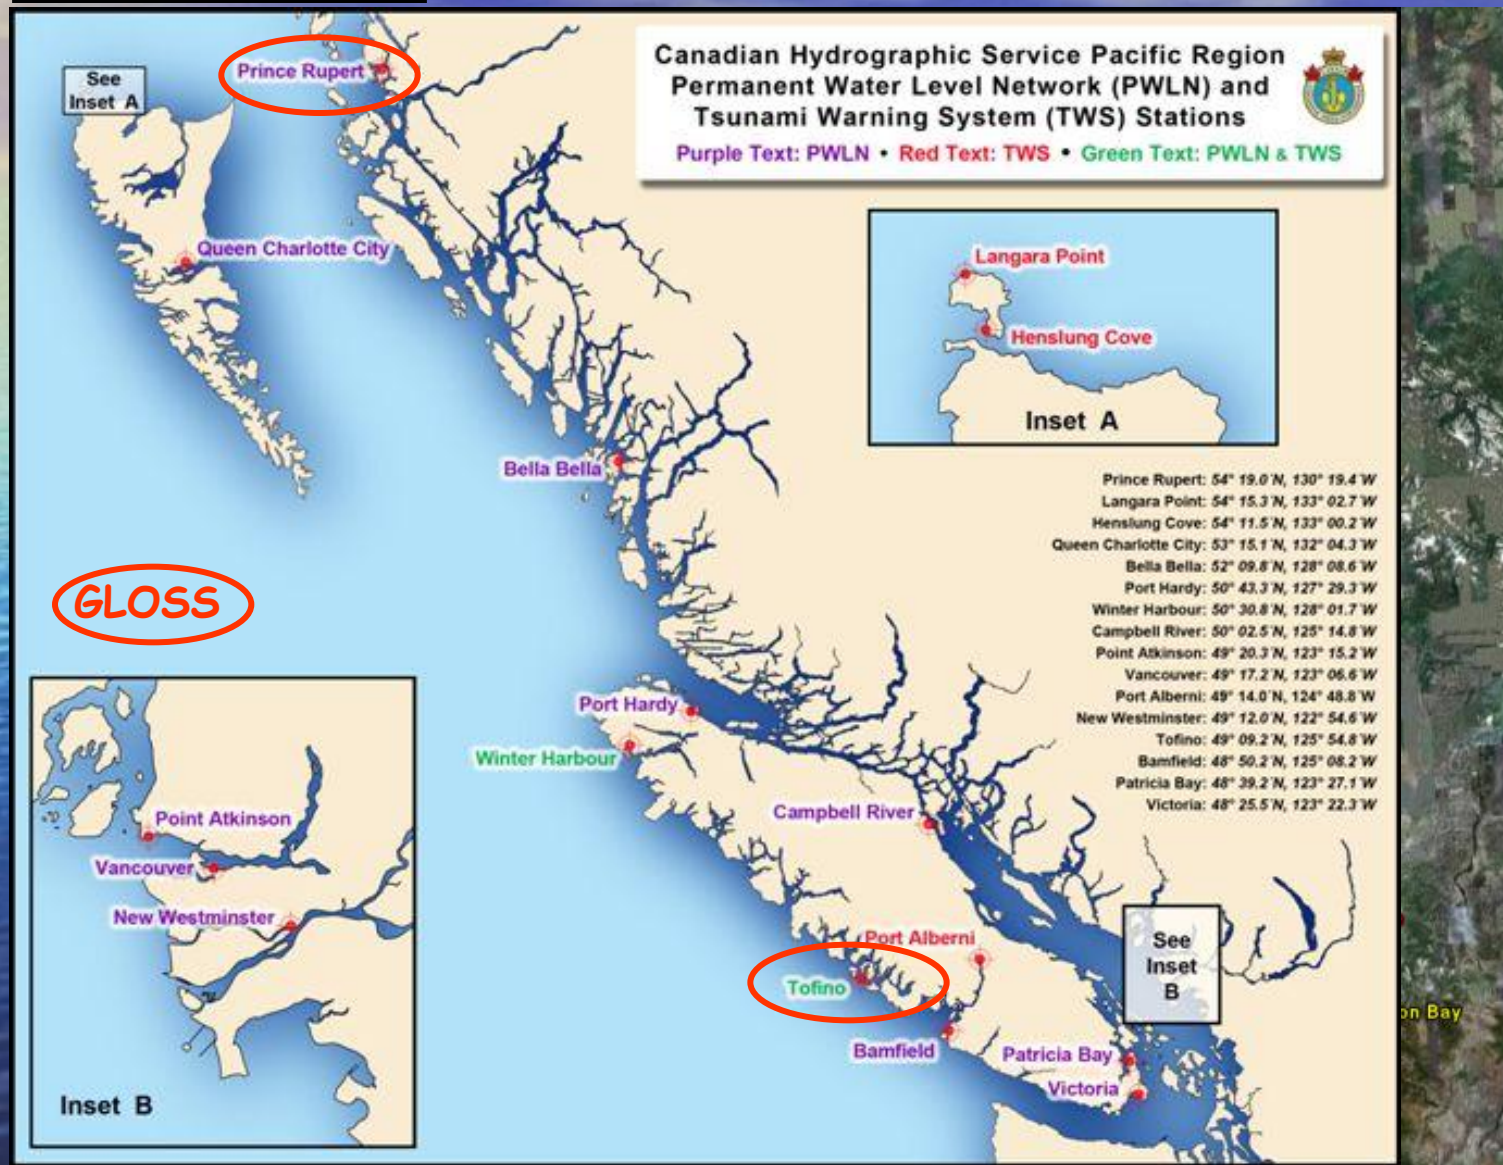 Canadian Hydrographic Service Pacific Region
Permanent Water Level Network (PWLN) and
Tsunami Warning System (TWS) Stations
Purple Text: PWLN • Red Text: TWS • Green Text: PWLN & TWS
Prince Rupert
See
Inset A
Queen Charlotte City
Langara Point
Henslung Cove
Inset A
Bella Bella
Prince Rupert: 54° 19.0'N, 130° 19.4'W
Langara Point: 54° 15.3'N, 133° 02.7'W
Henslung Cove: 54° 11.5'N, 133° 00.2'W
Queen Charlotte City: 53° 15.1'N, 132° 04.3'W
Bella Bella: 52° 09.8'N, 128° 08.6'W
Port Hardy: 50° 43.3'N, 127° 29.3'W
Winter Harbour: 50° 30.8'N, 128° 01.7'W
Campbell River: 50° 02.5'N, 125° 14.8'W
Point Atkinson: 49° 20.3'N, 123° 15.2'W
Vancouver: 49° 17.2'N, 123° 06.6'W
Port Alberni: 49° 14.0'N, 124° 48.8'W
New Westminster: 49° 12.0'N, 122° 54.6'W
Tofino: 49° 09.2'N, 125° 54.8'W
Bamfield: 48° 50.2'N, 125° 08.2'W
Patricia Bay: 48° 39.2'N, 123° 27.1'W
Victoria: 48° 25.5'N, 123° 22.3'W
GLOSS
Port Hardy
Winter Harbour
Campbell River
Point Atkinson
Vancouver
New Westminster
Inset B
Port Alberni
Tofino
See
Inset
B
on Bay
Bamfield
Patricia Bay
Victoria